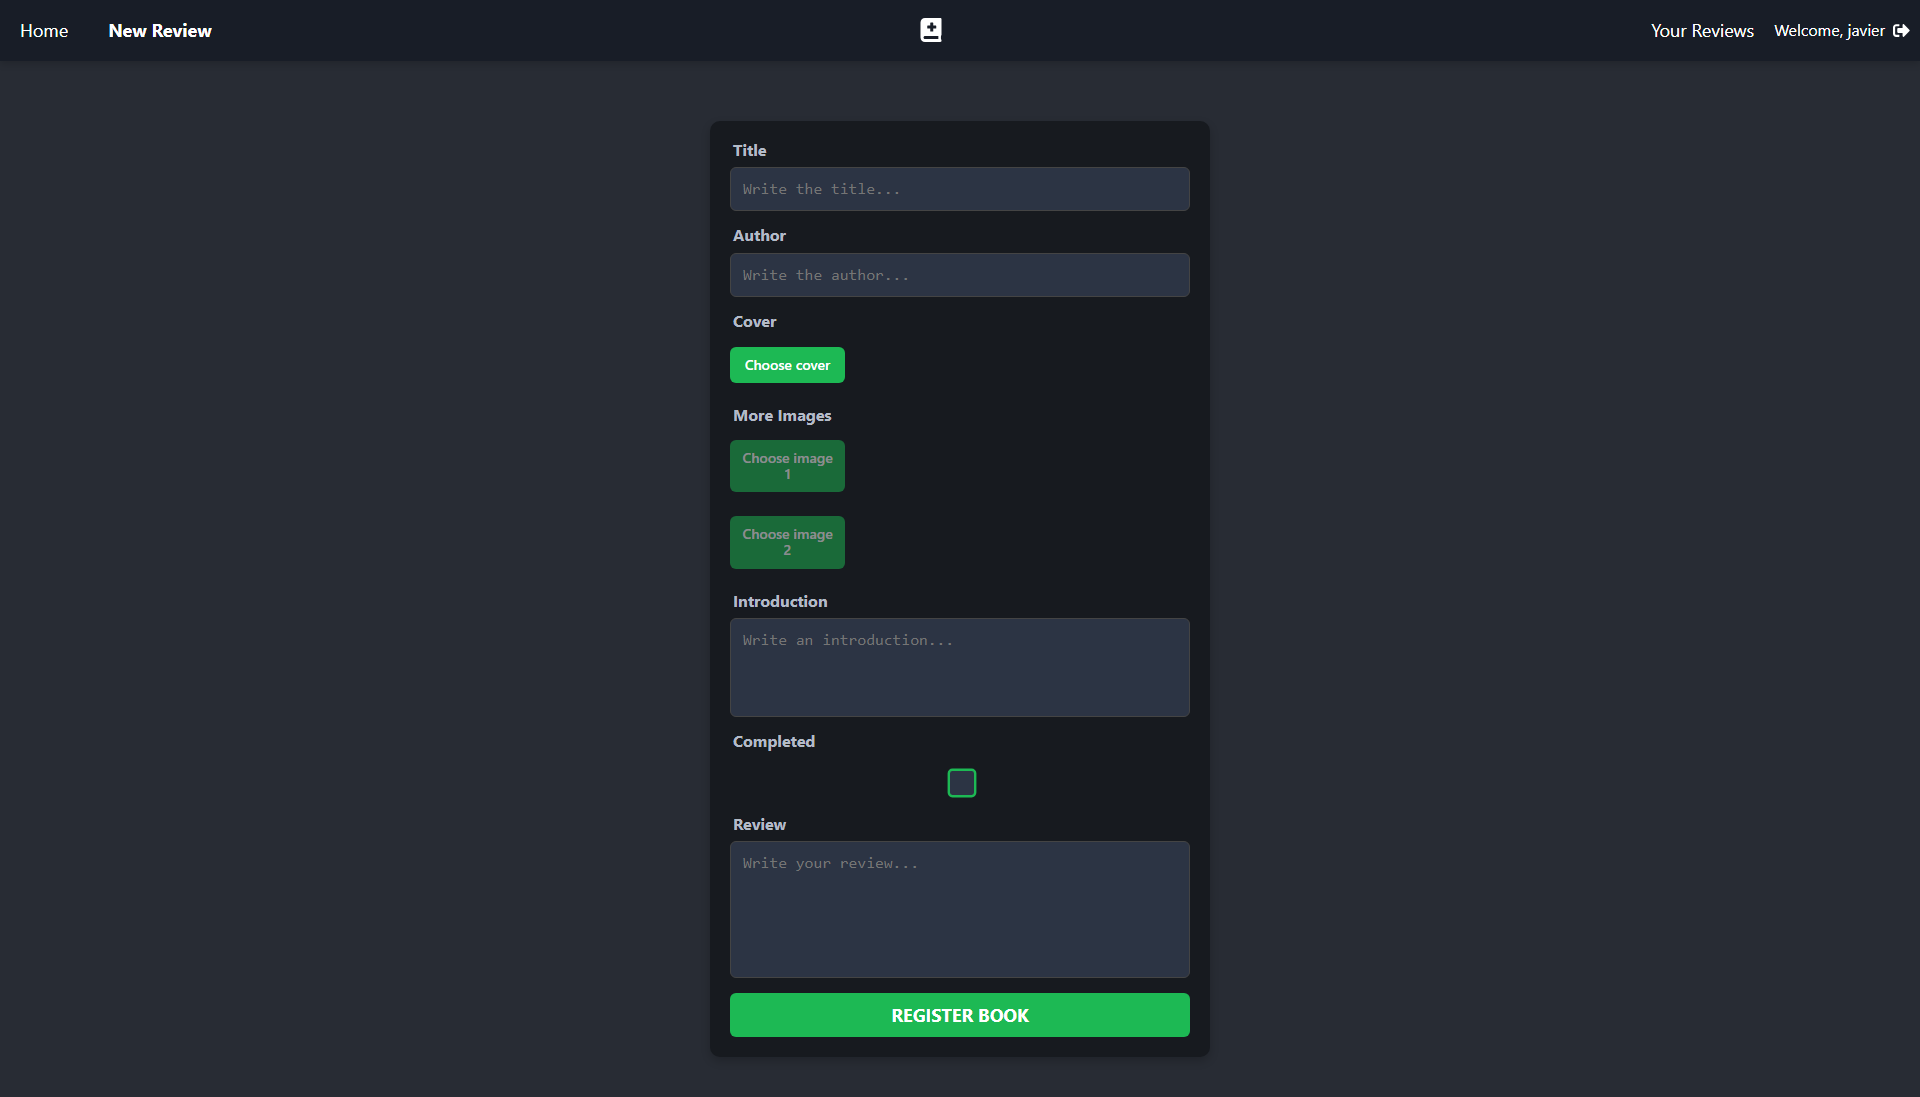 Home
New Review
Your Reviews
Welcome, javier
Title
Write the title...
Author
Write the author...
Cover
Choose cover
More Images
Choose image
1
Choose image
2
Introduction
Write an introduction...
Completed
Review
Write your review...
REGISTER BOOK